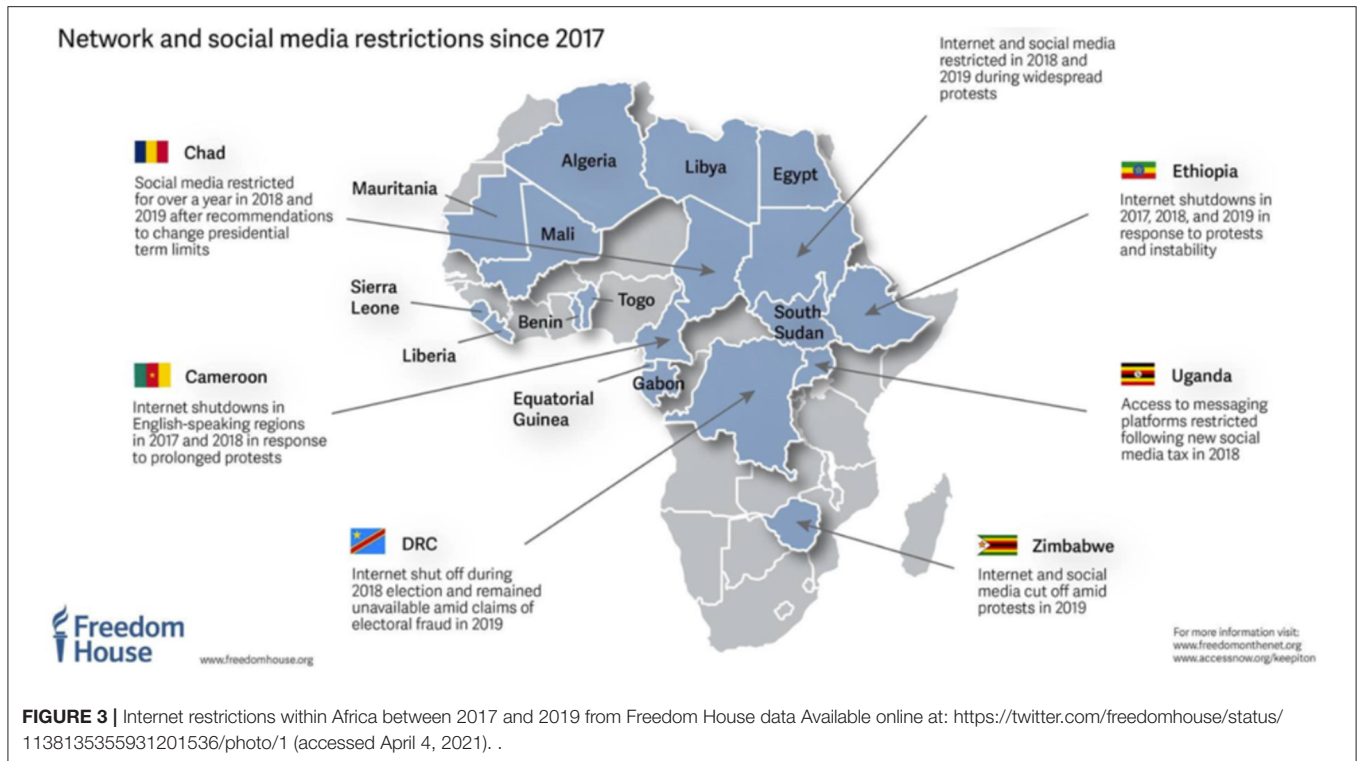 Network and social media restrictions since 2017
Internet and social media
restricted in 2018 and
2019 during widespread
protests
Chad
Social media restricted
for over a year in 2018 and
2019 after recommendations
to change presidential
term limits
Ethiopia
Internet shutdowns in
2017, 2018, and 2019 in
response to protests
and instability
Mauritania
Algeria
Libya
Egypt
Mali
Sierra
Leone
Liberia
Benin
Togo
South
Sudan
Equatorial
Guinea
Gabon
Cameroon
Internet shutdowns in
English-speaking regions
in 2017 and 2018 in response
to prolonged protests
Uganda
Access to messaging
platforms restricted
following new social
media tax in 2018
DRC
Internet shut off during
2018 election and remained
unavailable amid claims of
electoral fraud in 2019
Zimbabwe
Internet and social
media cut off amid
protests in 2019
Freedom
House
www.freedomhouse.org
For more information visit:
www.freedomonthenet.org
www.accessnow.org/keepiton
FIGURE 3 | Internet restrictions within Africa between 2017 and 2019 from Freedom House data Available online at: https://twitter.com/freedomhouse/status/
1138135355931201536/photo/1 (accessed April 4, 2021). .